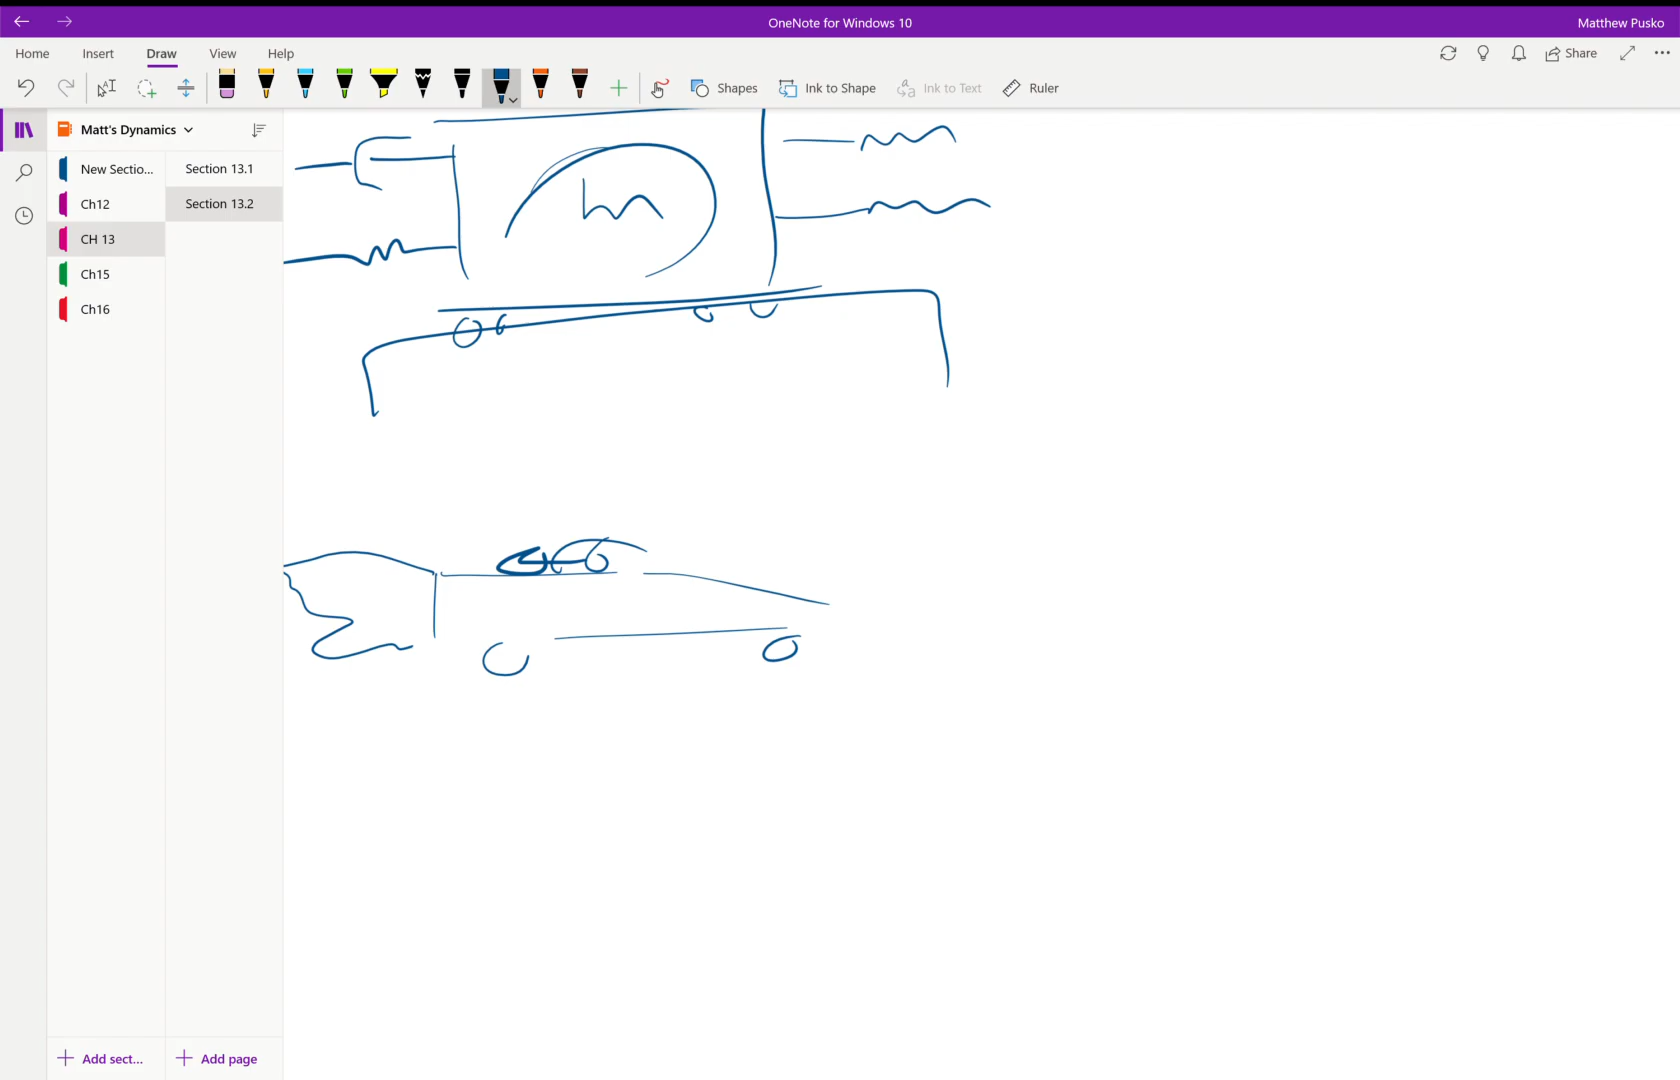 OneNote for Windows 10
Matthew Pusko
Home Insert Draw View Help
Share
Shapes
Ink to Shape
Ink to Text
Ruler
Matt's Dynamics
New Sectio...
Ch12
CH 13
Ch15
Ch16
Section 13.1
Section 13.2
m
Add sect...
Add page